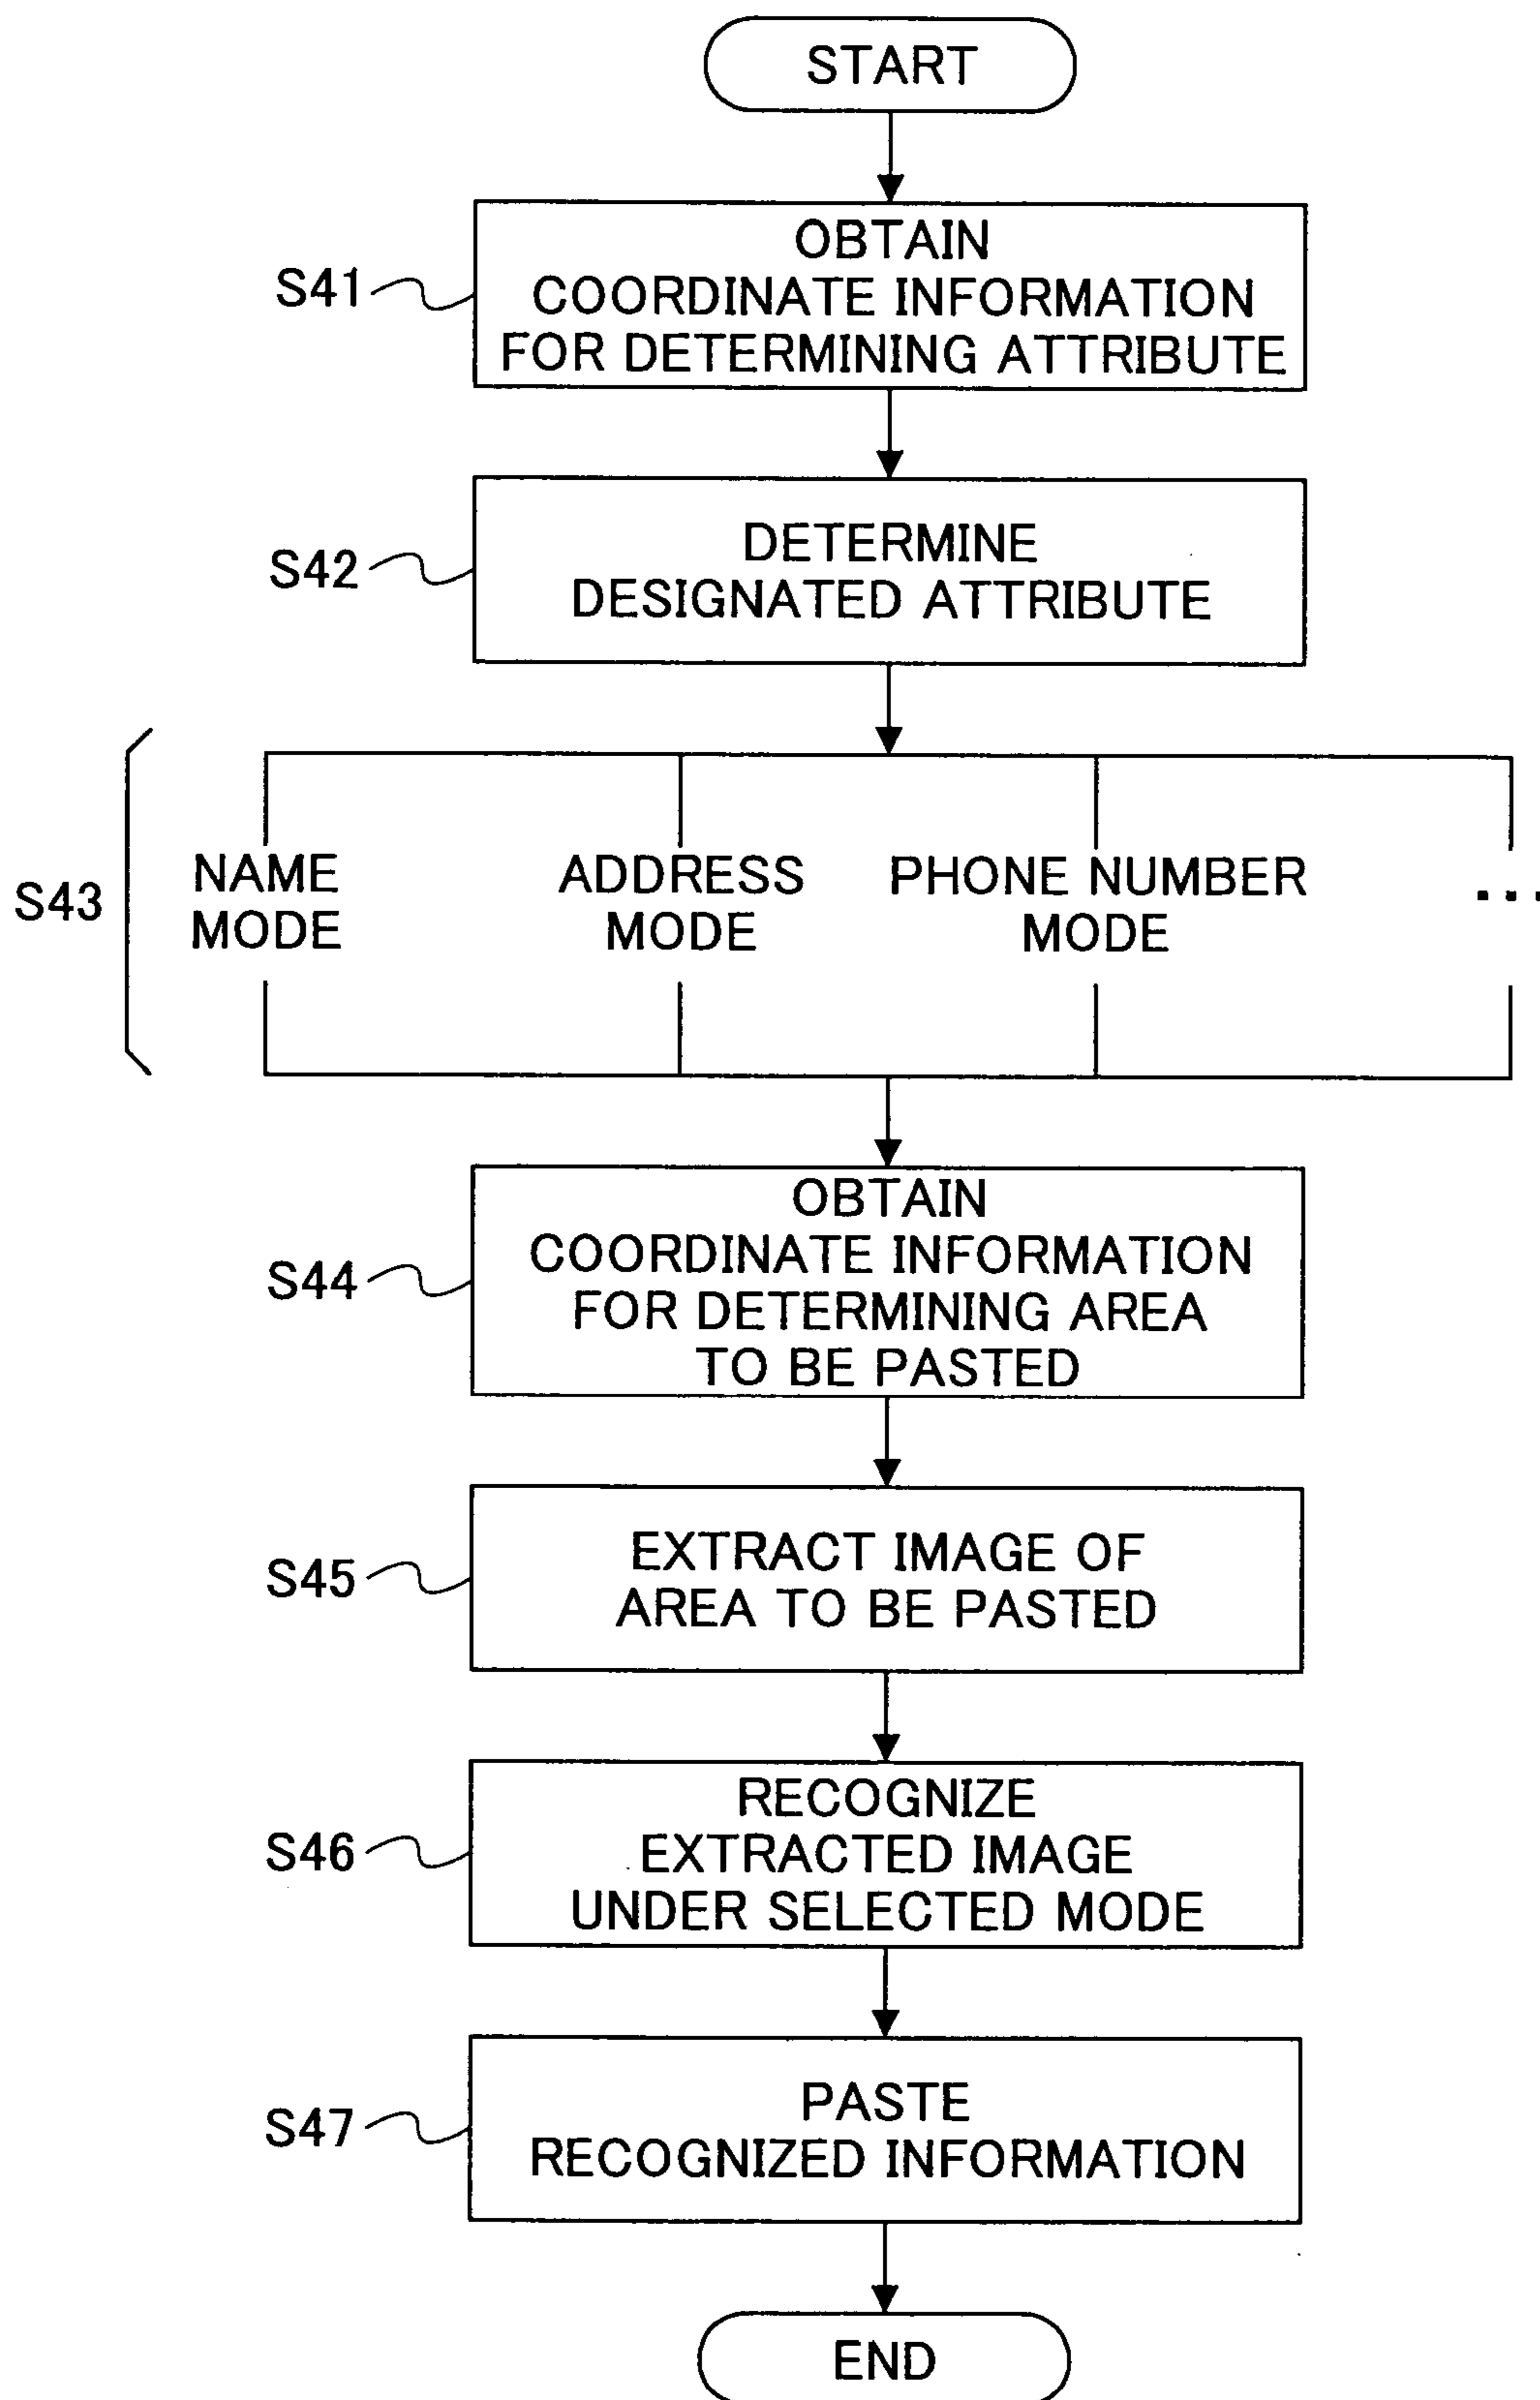 START
S41
OBTAIN
COORDINATE INFORMATION
FOR DETERMINING ATTRIBUTE
S42
DETERMINE
DESIGNATED ATTRIBUTE
S43
NAME
MODE
ADDRESS
MODE
PHONE NUMBER
MODE
...
S44
OBTAIN
COORDINATE INFORMATION
FOR DETERMINING AREA
TO BE PASTED
S45
EXTRACT IMAGE OF
AREA TO BE PASTED
S46
RECOGNIZE
EXTRACTED IMAGE
UNDER SELECTED MODE
S47
PASTE
RECOGNIZED INFORMATION
END